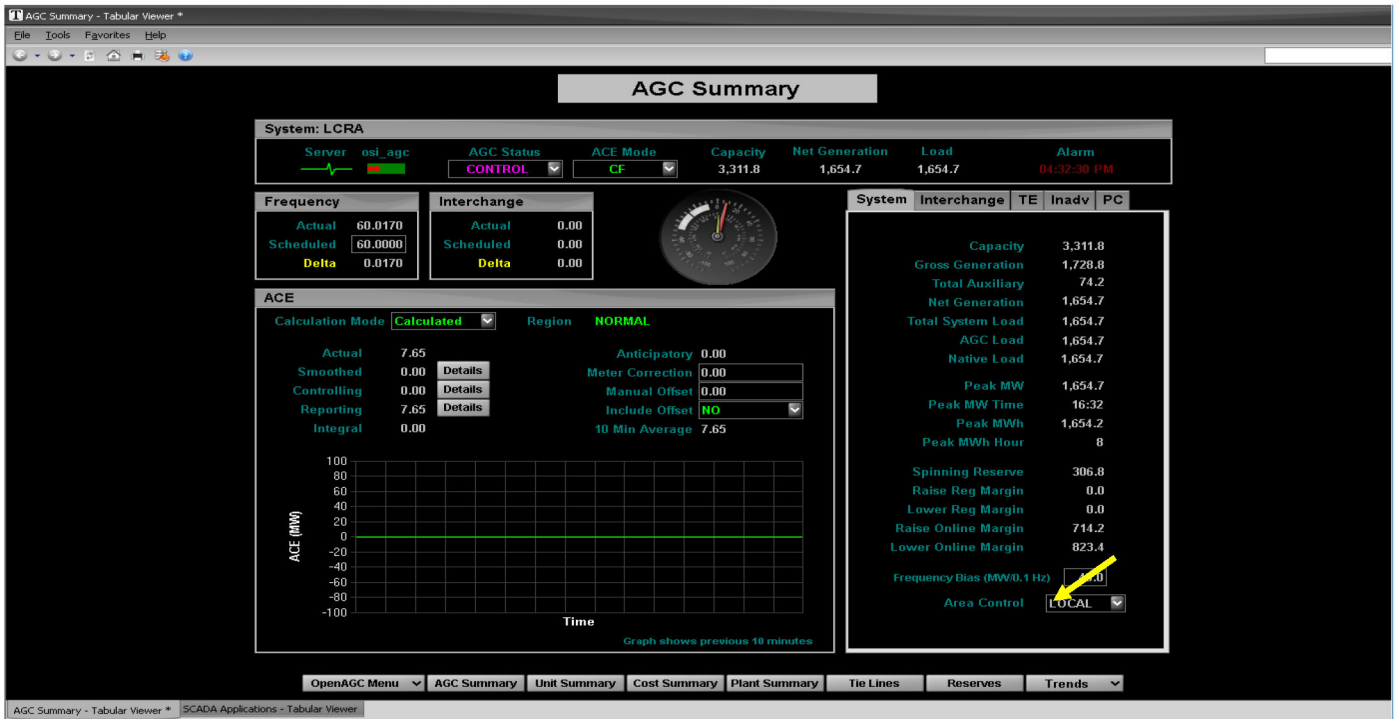 AGC Summary - Tabular Viewer *
File Tools Favorites Help
AGC Summary
System: LCRA
Server osi_agc AGC Status ACE Mode Capacity Net Generation Load Alarm
CONTROL CF 3,311.8 1,654.7 1,654.7 04:32:30 PM
Frequency
Actual 60.0170
Scheduled 60.0000
Delta 0.0170
Interchange
Actual 0.00
Scheduled 0.00
Delta 0.00
ACE
Calculation Mode Calculated Region NORMAL
Actual 7.65
Smoothed 0.00 Details
Controlling 0.00 Details
Reporting 7.65 Details
Integral 0.00
Anticipatory 0.00
Meter Correction 0.00
Manual Offset 0.00
Include Offset NO
10 Min Average 7.65
ACE (MW)
100
80
60
40
20
0
-20
-40
-60
-80
-100
Time
Graph shows previous 10 minutes
System Interchange TE Inadv PC
Capacity 3,311.8
Gross Generation 1,728.8
Total Auxiliary 74.2
Net Generation 1,654.7
Total System Load 1,654.7
AGC Load 1,654.7
Native Load 1,654.7
Peak MW 1,654.7
Peak MW Time 16:32
Peak MWh 1,654.2
Peak MWh Hour 8
Spinning Reserve 306.8
Raise Reg Margin 0.0
Lower Reg Margin 0.0
Raise Online Margin 714.2
Lower Online Margin 823.4
Frequency Bias (MW/0.1 Hz)
Area Control LOCAL
OpenAGC Menu AGC Summary Unit Summary Cost Summary Plant Summary Tie Lines Reserves Trends
AGC Summary - Tabular Viewer * SCADA Applications - Tabular Viewer